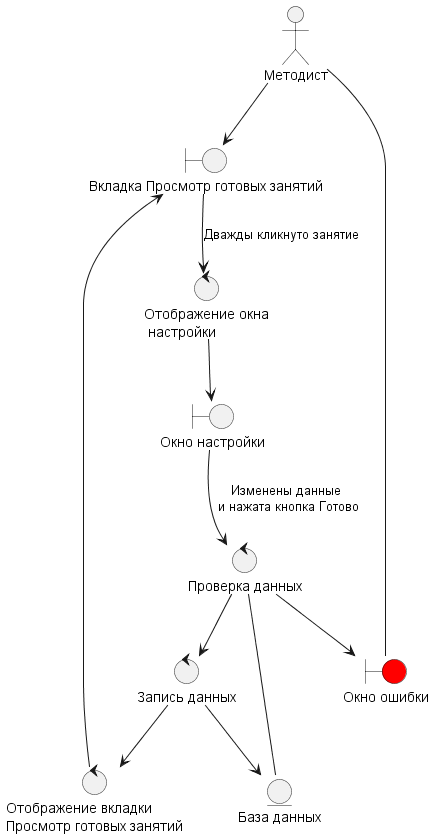 Методист
Вкладка Просмотр готовых занятий
Дважды кликнуто занятие
Отображение окна
настройки
Окно настройки
Изменены данные
и нажата кнопка Готово
Проверка данных
Запись данных
Окно ошибки
Отображение вкладки
Просмотр готовых занятий
База данных